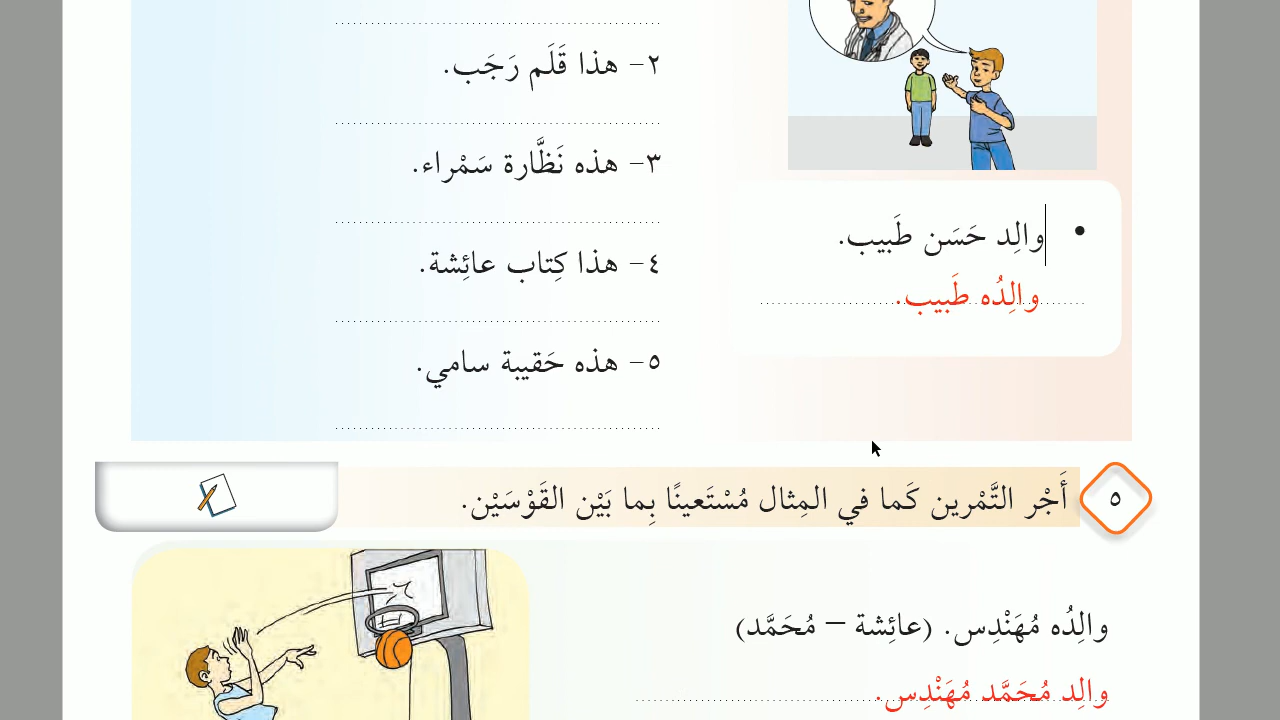 • والِد حَسَن طَبيب.
والِدُه طَبيب.
٢- هذا قَلَم رَجَب.
٣- هذه نَظَّارة سَمْراء.
٤- هذا كِتاب عائِشة.
٥- هذه حَقيبة سامي.
٥ أَجْر التَّمْرين كَما في المِثال مُسْتَعينًا بِما بَيْن القَوْسَيْن.
والِدُه مُهَنْدِس. (عائِشة – مُحَمَّد)
والِد مُحَمَّد مُهَنْدِس.